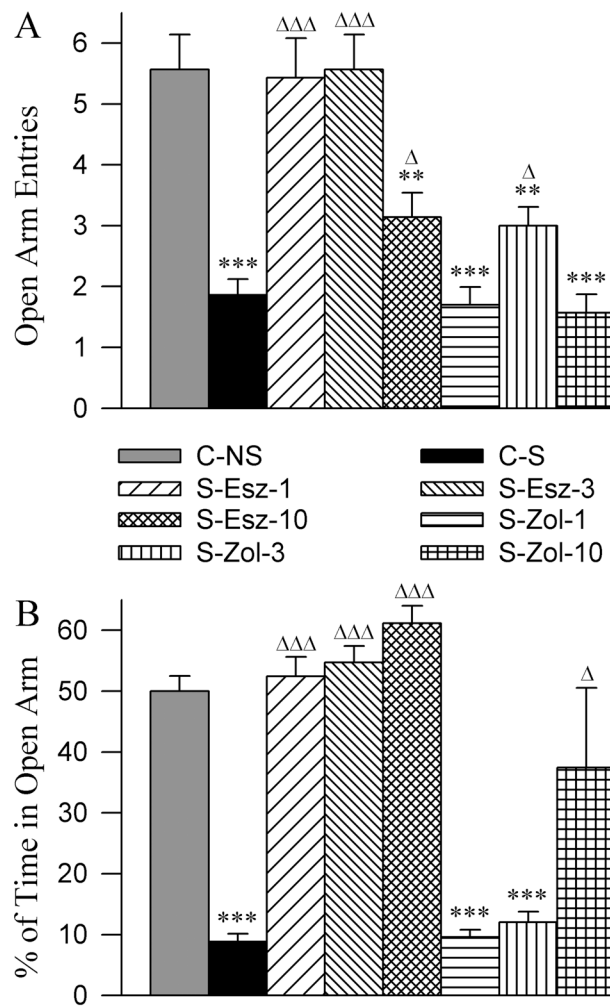 A
Open Arm Entries
6
5
4
3
2
1
0
***
ΔΔΔ
ΔΔΔ
Δ
**
***
Δ
**
***
C-NS C-S
S-Esz-1 S-Esz-3
S-Esz-10 S-Zol-1
S-Zol-3 S-Zol-10
B
% of Time in Open Arm
60
50
40
30
20
10
0
***
ΔΔΔ
ΔΔΔ
ΔΔΔ
***
***
Δ